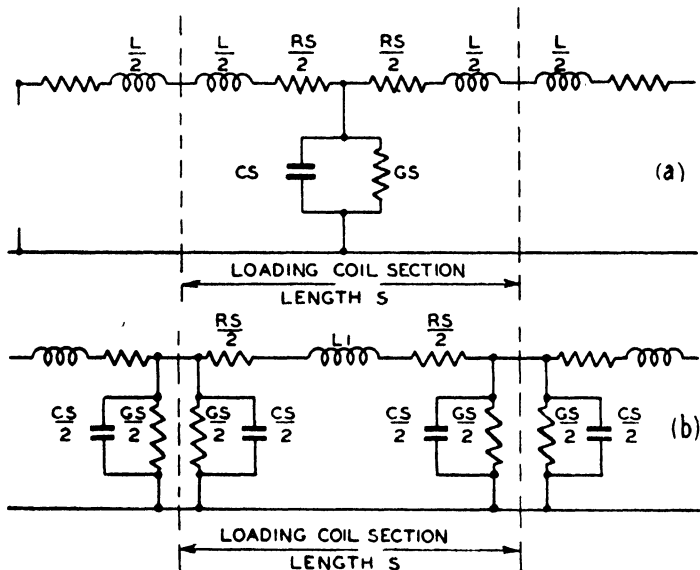 L/2 L/2 RS/2 RS/2 L/2 L/2
CS GS (a)
LOADING COIL SECTION
LENGTH S
RS/2 L1 RS/2
CS/2 GS/2 GS/2 CS/2 CS/2 GS/2 GS/2 CS/2 (b)
LOADING COIL SECTION
LENGTH S